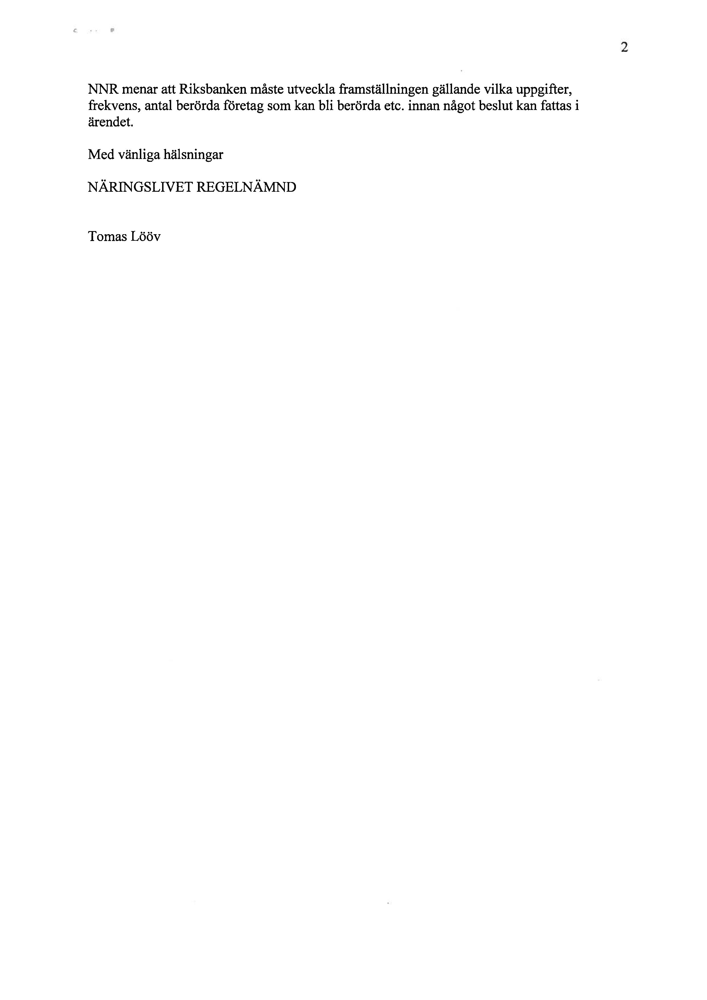 2
NNR menar att Riksbanken måste utveckla framställningen gällande vilka uppgifter,
frekvens, antal berörda företag som kan bli berörda etc. innan något beslut kan fattas i
ärendet.
Med vänliga hälsningar
NÄRINGSLIVET REGELNÄMND
Tomas Lööv